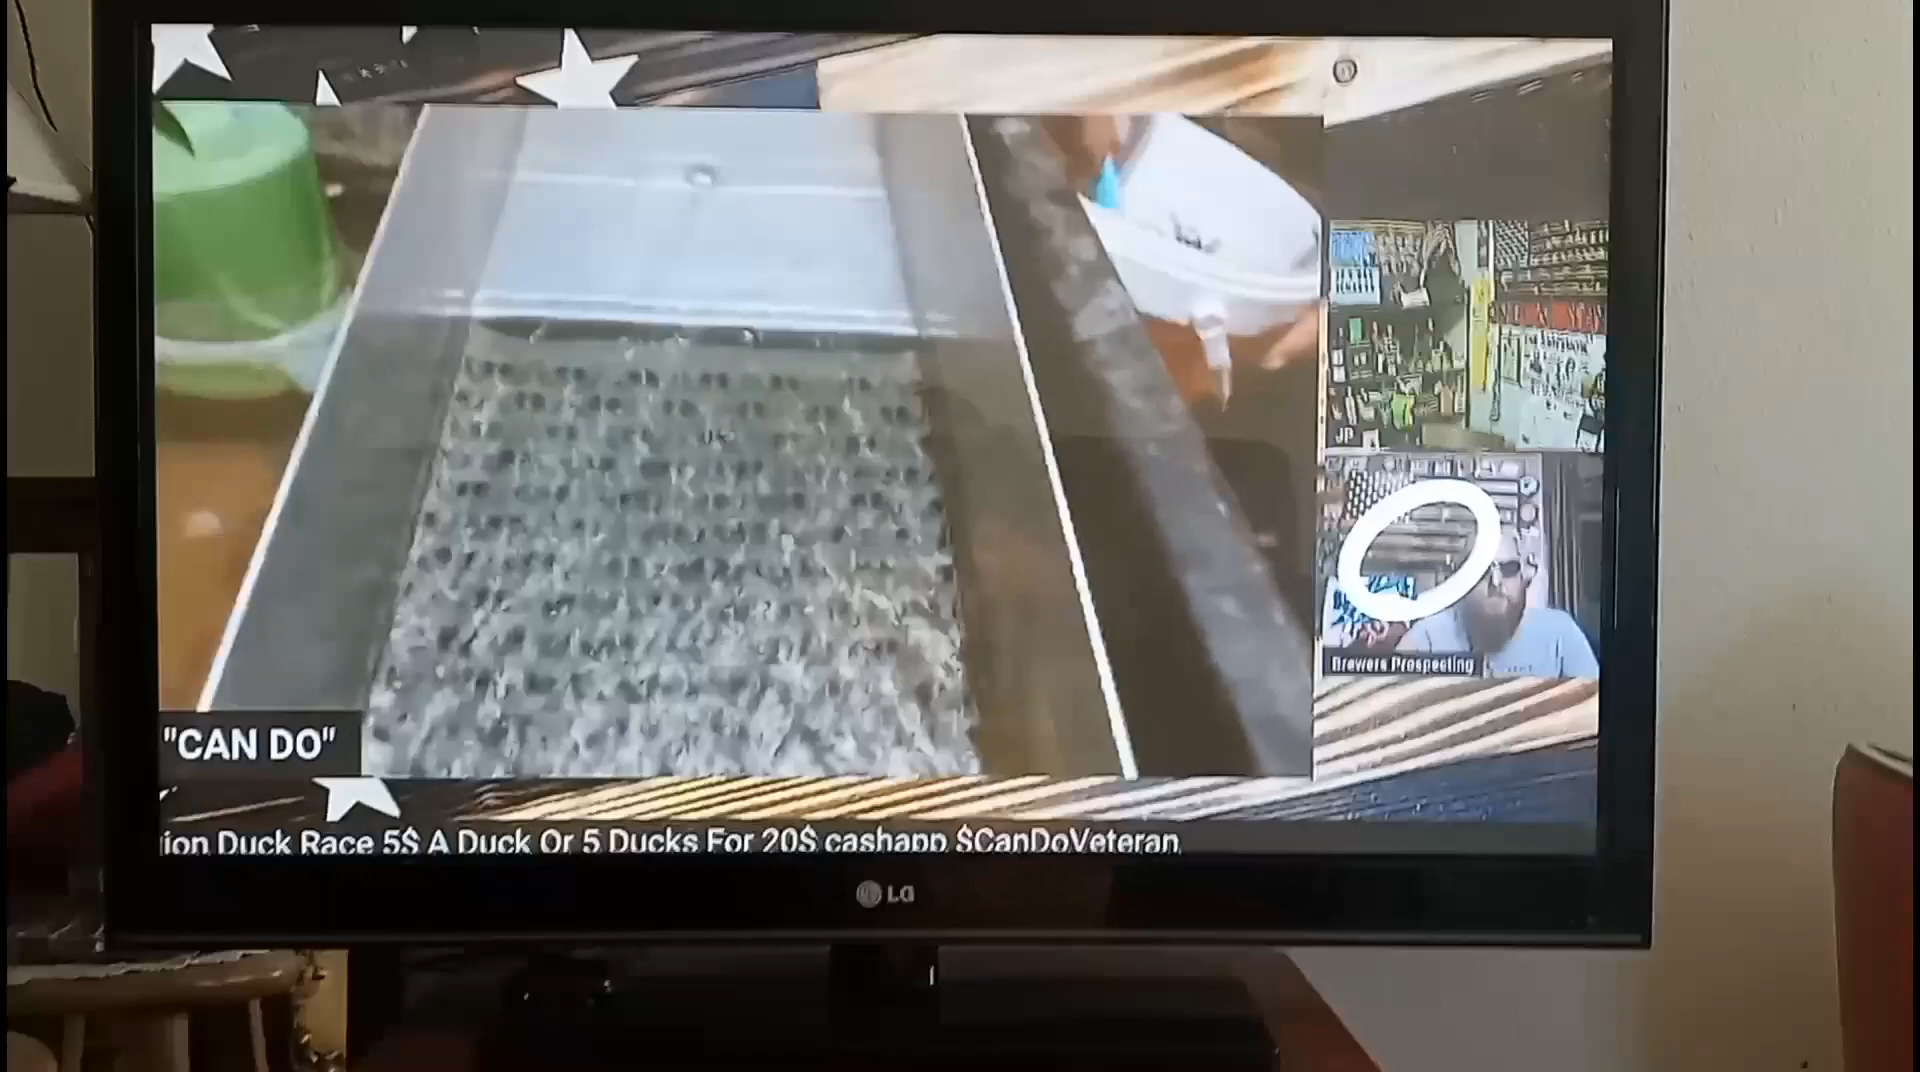 JP
Brewers Prospecting
"CAN DO"
ion Duck Race 5$ A Duck Or 5 Ducks For 20$ cashapp $CanDoVeteran
LG